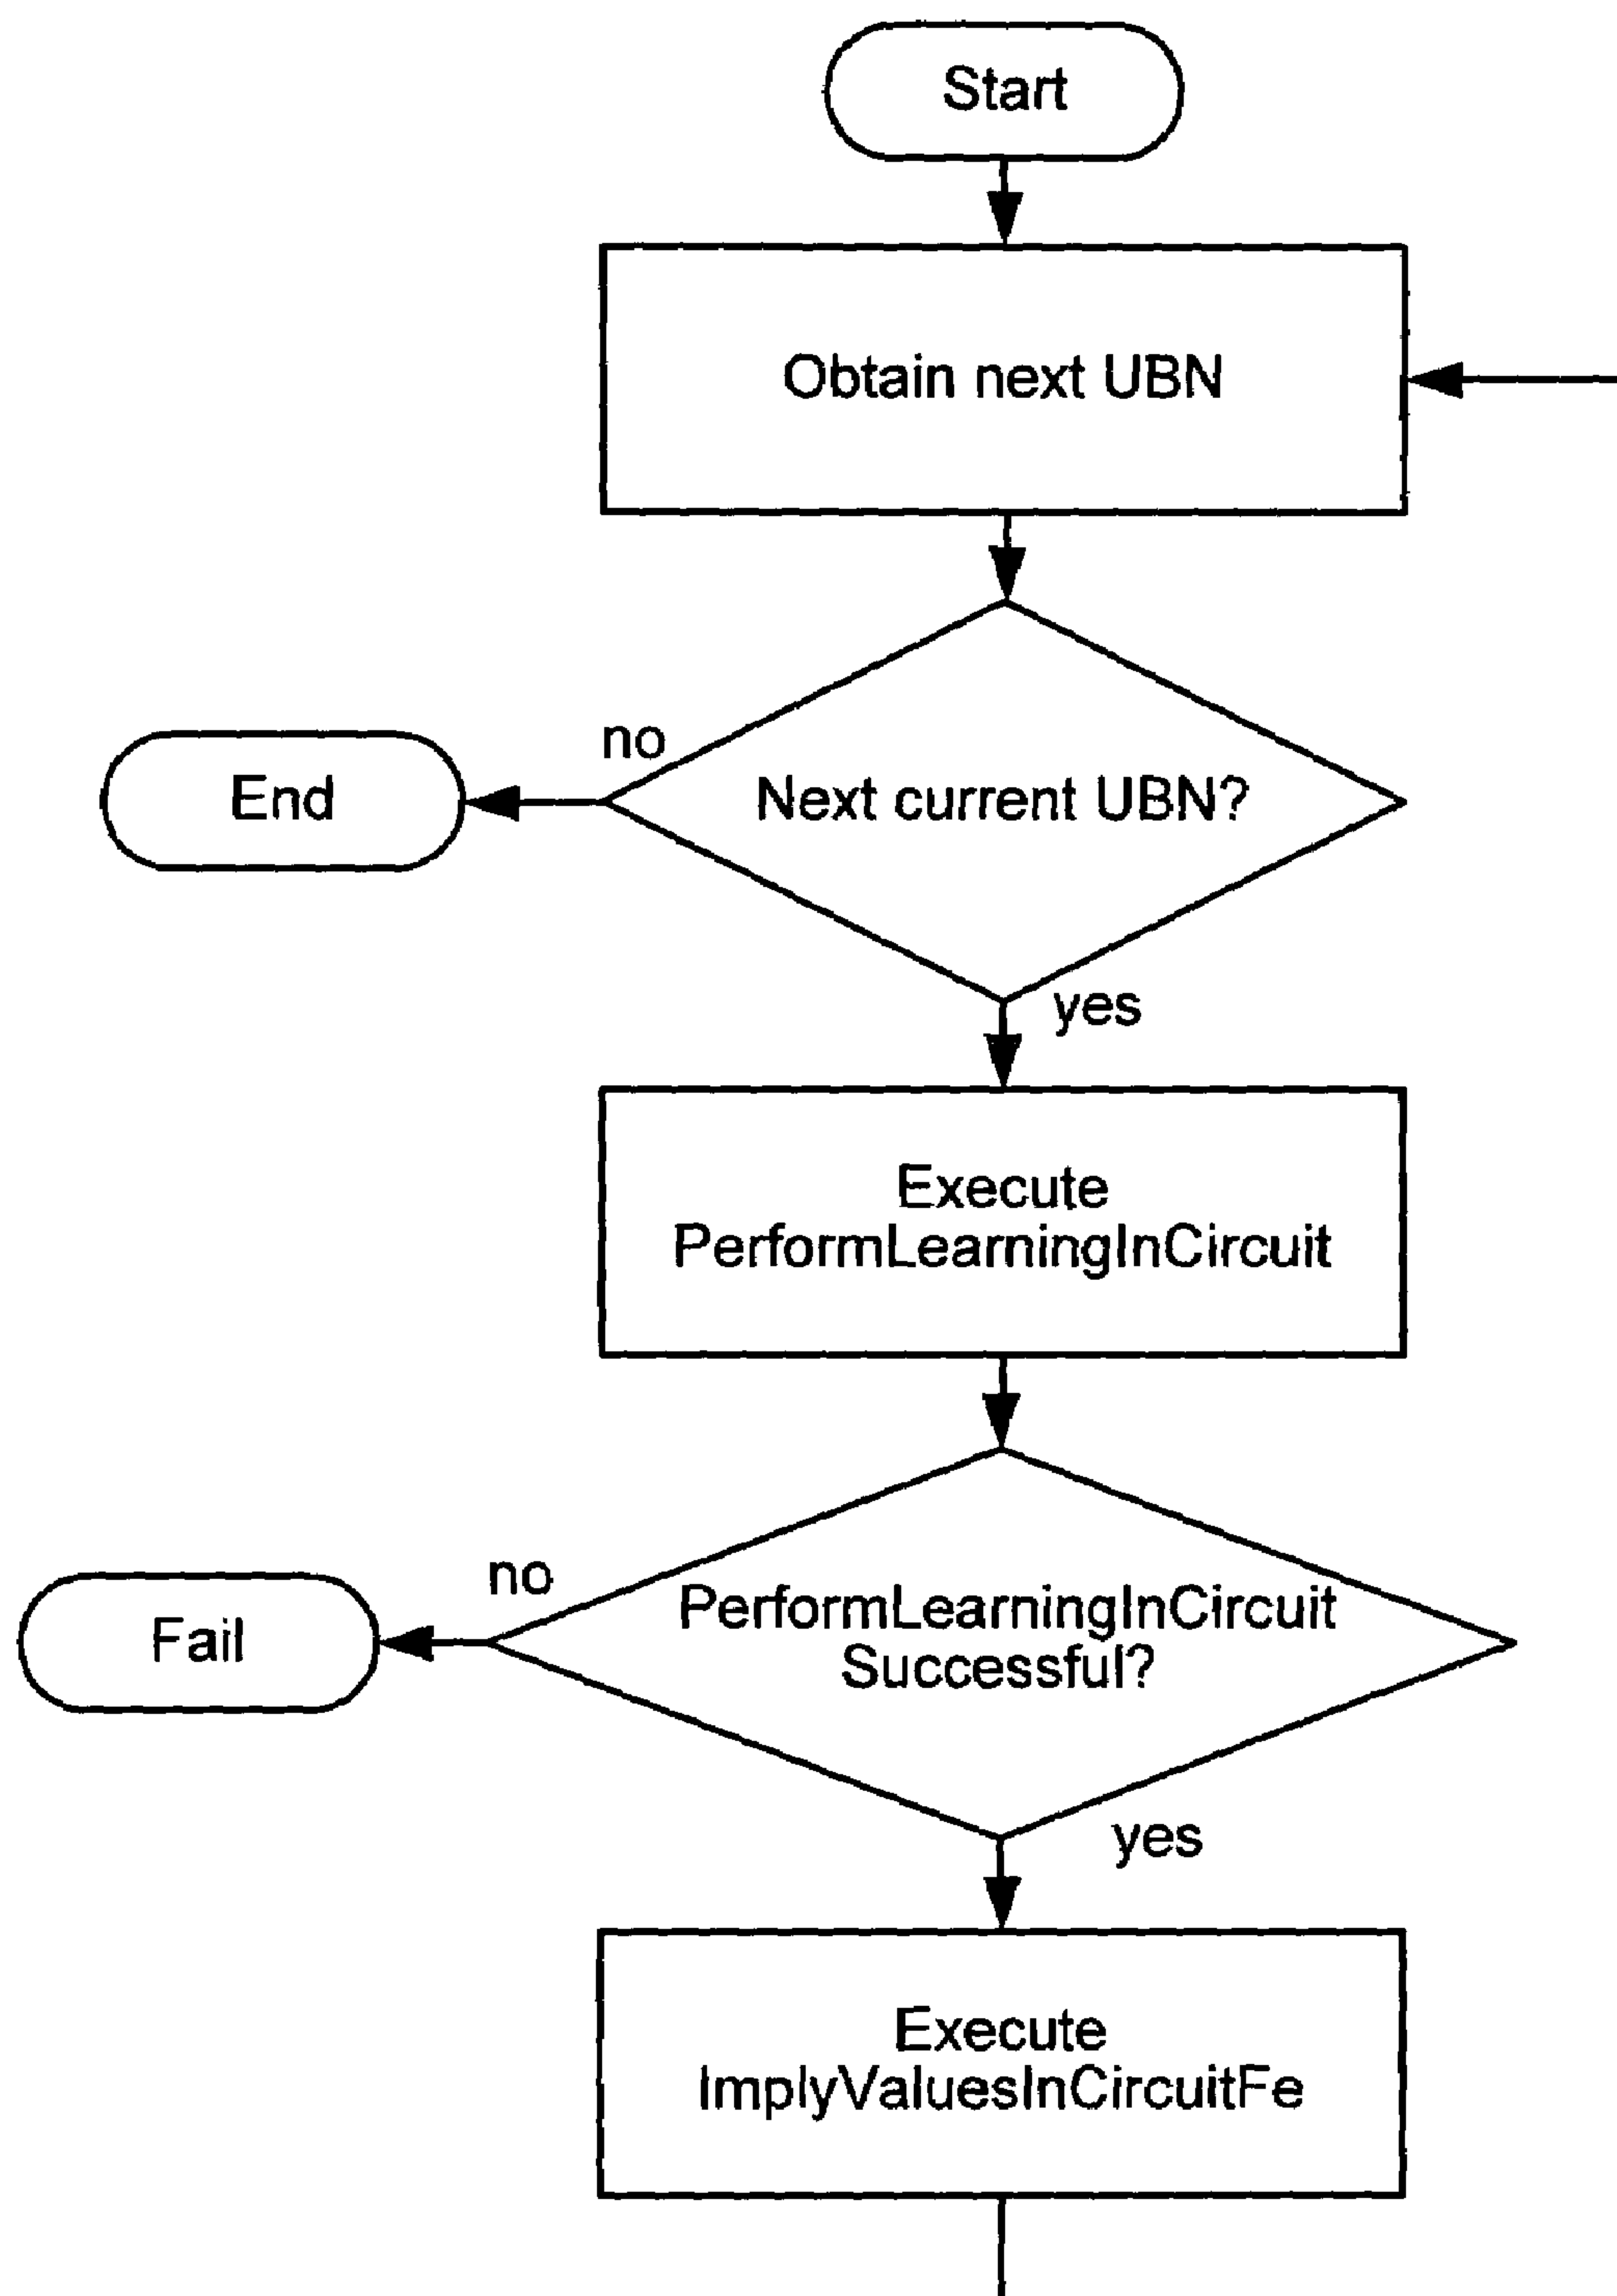 Start
Obtain next UBN
no
End
Next current UBN?
yes
Execute
PerformLearningInCircuit
no
Fail
PerformLearningInCircuit
Successful?
yes
Execute
ImplyValuesInCircuitFe